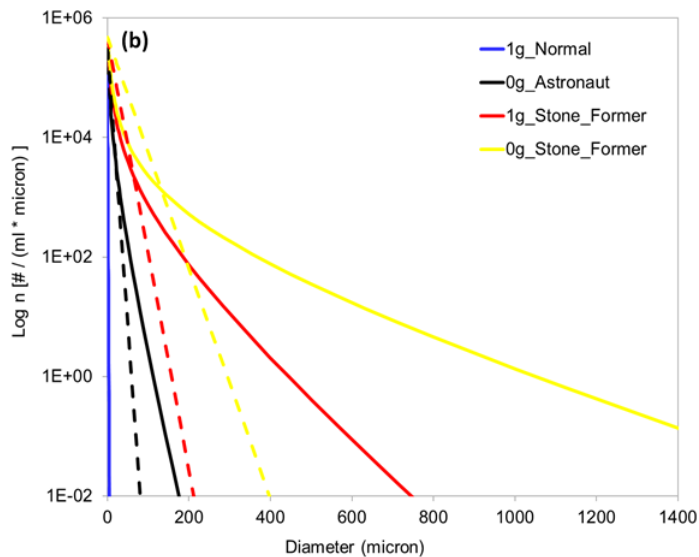 (b)
1E+06
1E+04
1E+02
1E+00
1E-02
Log n [# / (ml * micron) ]
1g_Normal
0g_Astronaut
1g_Stone_Former
0g_Stone_Former
0
200
400
600
800
1000
1200
1400
Diameter (micron)